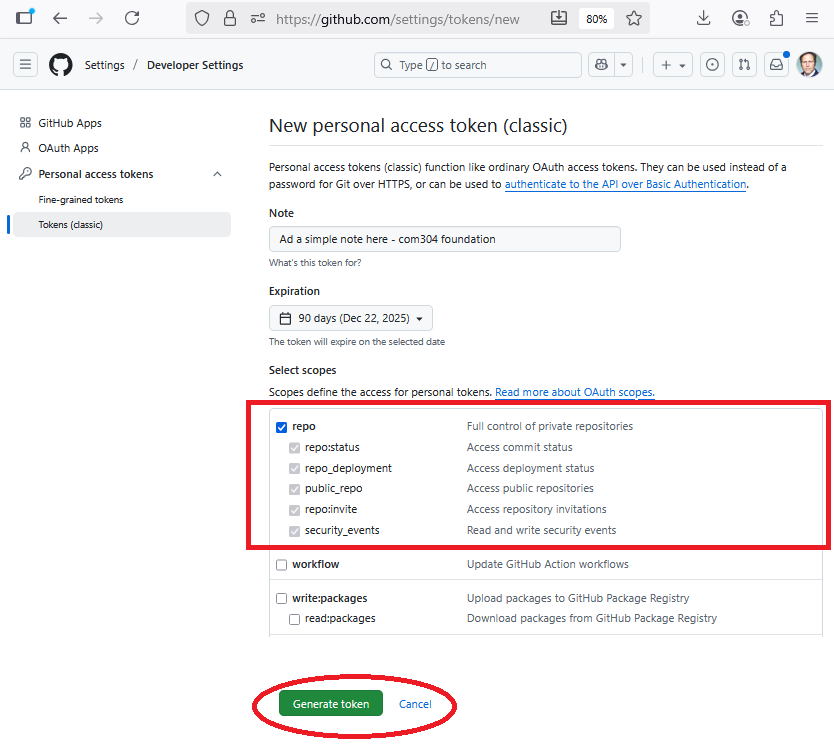 https://github.com/settings/tokens/new
80%
Settings / Developer Settings
Type / to search
GitHub Apps
OAuth Apps
Personal access tokens
Fine-grained tokens
Tokens (classic)
New personal access token (classic)
Personal access tokens (classic) function like ordinary OAuth access tokens. They can be used instead of a
password for Git over HTTPS, or can be used to authenticate to the API over Basic Authentication.
Note
Ad a simple note here - com304 foundation
What's this token for?
Expiration
90 days (Dec 22, 2025)
The token will expire on the selected date
Select scopes
Scopes define the access for personal tokens. Read more about OAuth scopes.
repo Full control of private repositories
repo:status Access commit status
repo_deployment Access deployment status
public_repo Access public repositories
repo:invite Access repository invitations
security_events Read and write security events
workflow Update GitHub Action workflows
write:packages Upload packages to GitHub Package Registry
read:packages Download packages from GitHub Package Registry
Generate token Cancel